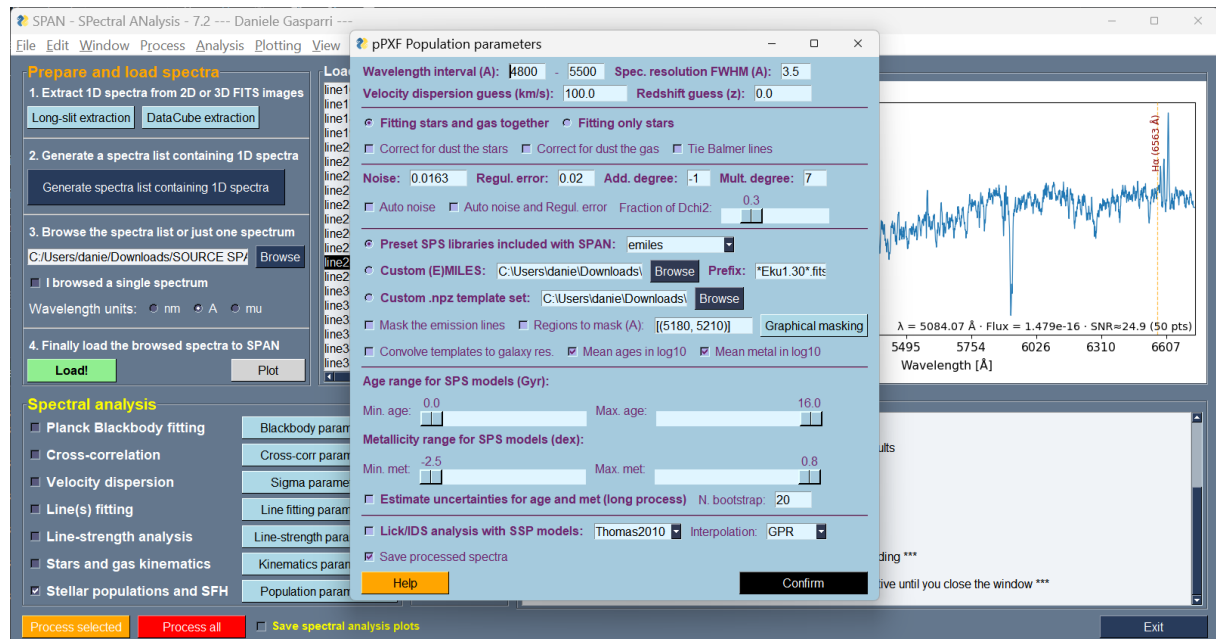 SPAN - SPectral ANalysis - 7.2 --- Daniele Gasparri ---
File Edit Window Process Analysis Plotting View
Prepare and load spectra
1. Extract 1D spectra from 2D or 3D FITS images
Long-slit extraction DataCube extraction
2. Generate a spectra list containing 1D spectra
Generate spectra list containing 1D spectra
3. Browse the spectra list or just one spectrum
C:/Users/danie/Downloads/SOURCE SPA Browse
I browsed a single spectrum
Wavelength units: nm A mu
4. Finally load the browsed spectra to SPAN
Load! Plot
Spectral analysis
Planck Blackbody fitting Blackbody param
Cross-correlation Cross-corr param
Velocity dispersion Sigma parame
Line(s) fitting Line fitting param
Line-strength analysis Line-strength para
Stars and gas kinematics Kinematics param
Stellar populations and SFH Population param
Process selected Process all Save spectral analysis plots Exit
pPXF Population parameters
Wavelength interval (A): 4800 - 5500 Spec. resolution FWHM (A): 3.5
Velocity dispersion guess (km/s): 100.0 Redshift guess (z): 0.0
Fitting stars and gas together Fitting only stars
Correct for dust the stars Correct for dust the gas Tie Balmer lines
Noise: 0.0163 Regul. error: 0.02 Add. degree: -1 Mult. degree: 7
Auto noise Auto noise and Regul. error Fraction of Dchi2: 0.3
Preset SPS libraries included with SPAN: emiles
Custom (E)MILES: C:\Users\danie\Downloads\ Browse Prefix: *Eku1.30*.fits
Custom .npz template set: C:\Users\danie\Downloads\ Browse
Mask the emission lines Regions to mask (A): [(5180, 5210)] Graphical masking
Convolve templates to galaxy res. Mean ages in log10 Mean metal in log10
Age range for SPS models (Gyr):
Min. age: 0.0 Max. age: 16.0
Metallicity range for SPS models (dex):
Min. met: -2.5 Max. met: 0.8
Estimate uncertainties for age and met (long process) N. bootstrap: 20
Lick/IDS analysis with SSP models: Thomas2010 Interpolation: GPR
Save processed spectra
Help Confirm
Hα (6563 Å)
λ = 5084.07 Å · Flux = 1.479e-16 · SNR≈24.9 (50 pts)
5495 5754 6026 6310 6607
Wavelength [Å]
ults
ding ***
ive until you close the window ***